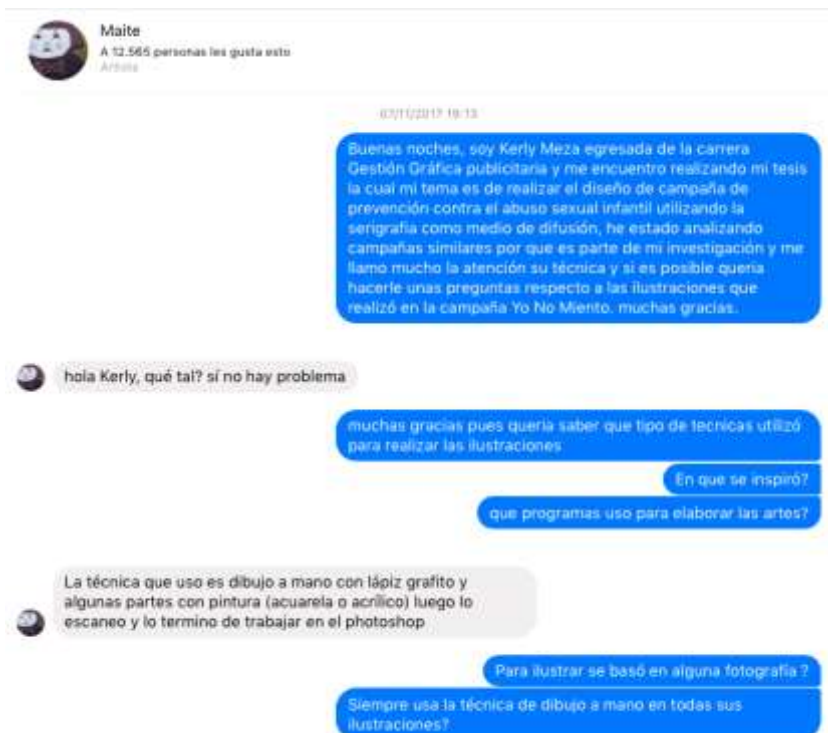 Maite
A 12.565 personas les gusta esto
Artista
07/11/2017 19:13
Buenas noches, soy Kerly Meza egresada de la carrera
Gestión Gráfica publicitaria y me encuentro realizando mi tesis
la cual mi tema es de realizar el diseño de campaña de
prevención contra el abuso sexual infantil utilizando la
serigrafia como medio de difusión, he estado analizando
campañas similares por que es parte de mi investigación y me
llamo mucho la atención su técnica y si es posible queria
hacerle unas preguntas respecto a las ilustraciones que
realizó en la campaña Yo No Miento. muchas gracias.
hola Kerly, qué tal? sí no hay problema
muchas gracias pues queria saber que tipo de tecnicas utilizó
para realizar las ilustraciones
En que se inspiró?
que programas uso para elaborar las artes?
La técnica que uso es dibujo a mano con lápiz grafito y
algunas partes con pintura (acuarela o acrílico) luego lo
escaneo y lo termino de trabajar en el photoshop
Para ilustrar se basó en alguna fotografía ?
Siempre usa la técnica de dibujo a mano en todas sus
ilustraciones?